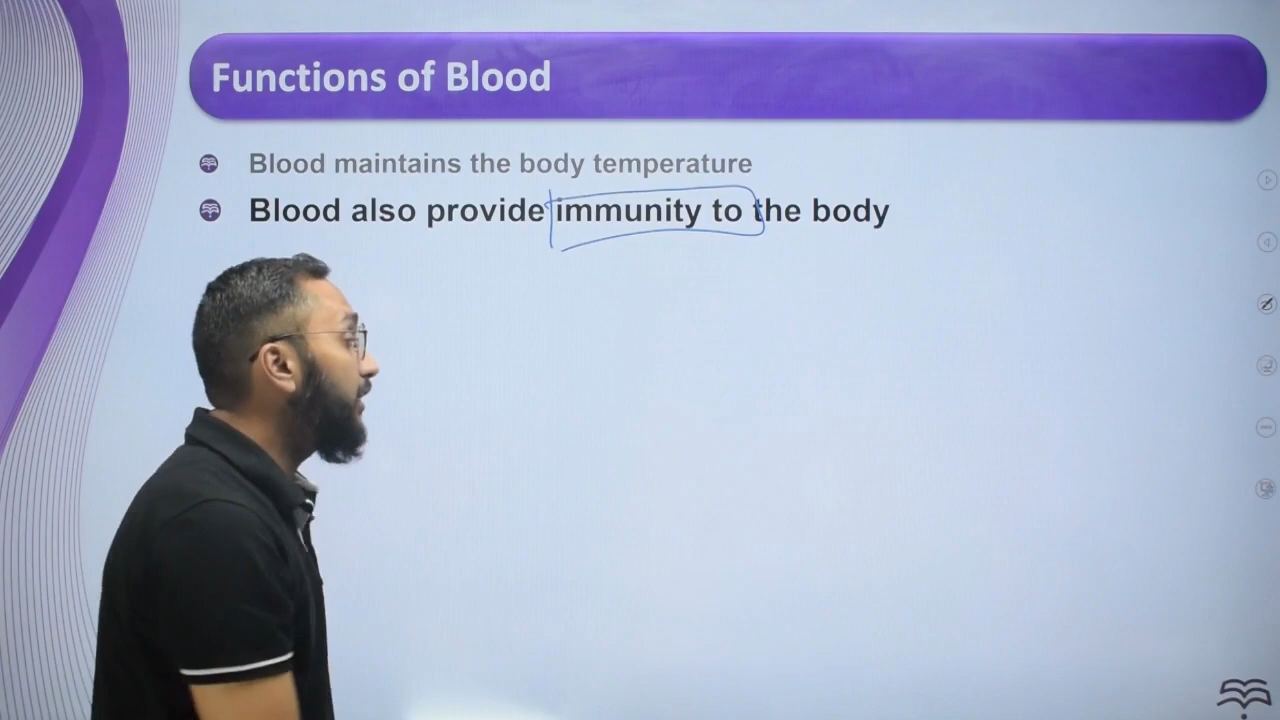 Functions of Blood
Blood maintains the body temperature
Blood also provide immunity to the body